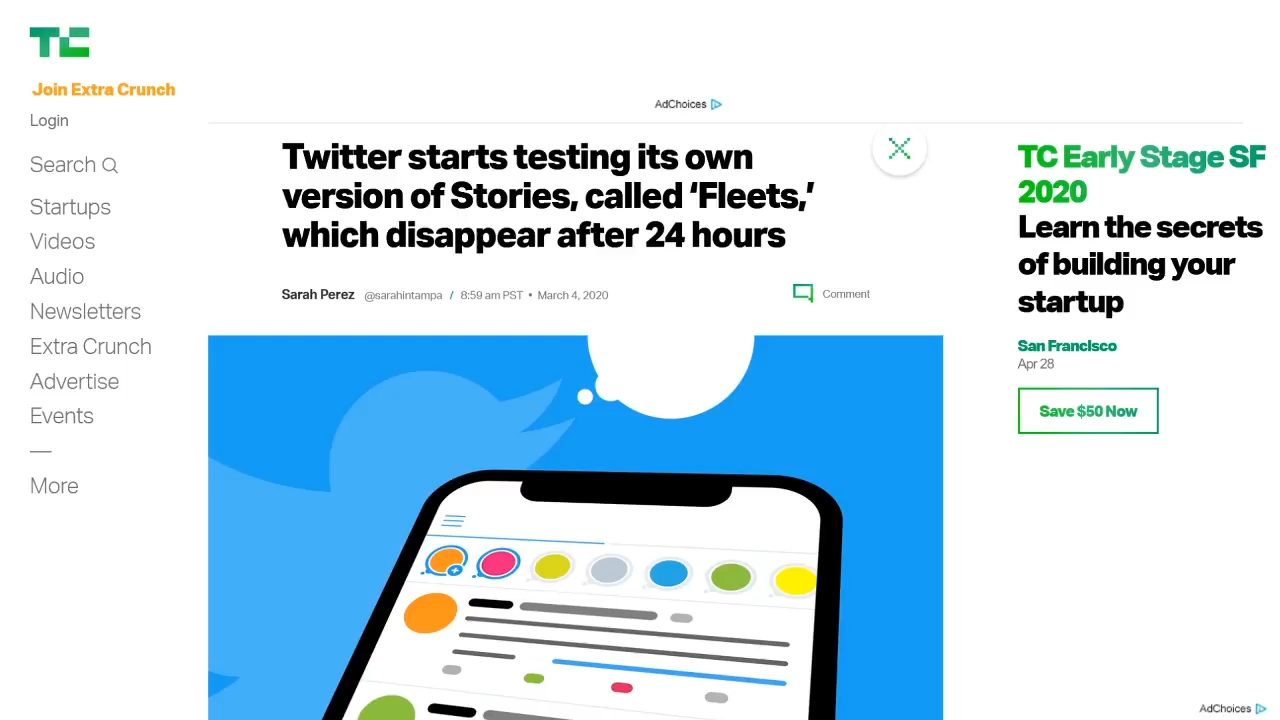 TC
Join Extra Crunch
Login
Search
Startups
Videos
Audio
Newsletters
Extra Crunch
Advertise
Events
—
More
AdChoices
Twitter starts testing its own
version of Stories, called ‘Fleets,’
which disappear after 24 hours
Sarah Perez @sarahintampa / 8:59 am PST • March 4, 2020
Comment
TC Early Stage SF
2020
Learn the secrets
of building your
startup
San Francisco
Apr 28
Save $50 Now
AdChoices